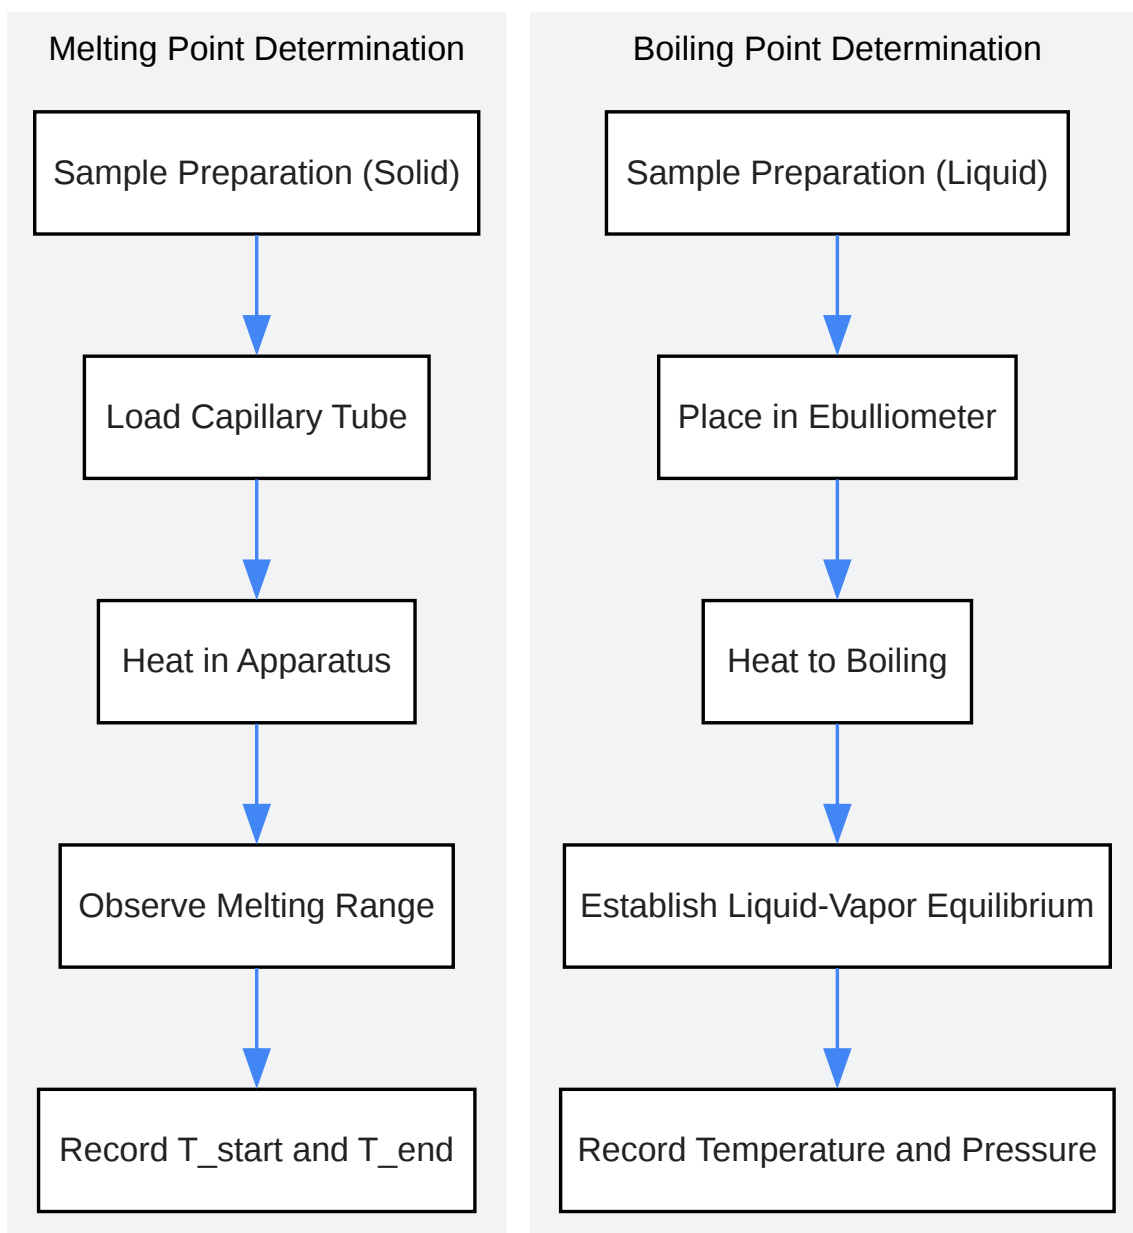 Melting Point Determination
Sample Preparation (Solid)
Load Capillary Tube
Heat in Apparatus
Observe Melting Range
Record T_start and T_end
Boiling Point Determination
Sample Preparation (Liquid)
Place in Ebulliometer
Heat to Boiling
Establish Liquid-Vapor Equilibrium
Record Temperature and Pressure